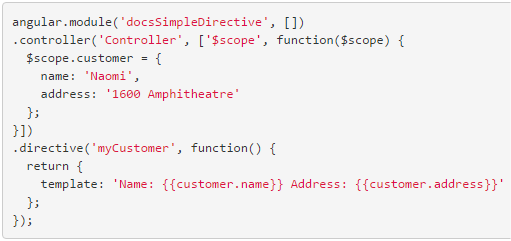 angular.module('docsSimpleDirective', [])
.controller('Controller', ['$scope', function($scope) {
  $scope.customer = {
    name: 'Naomi',
    address: '1600 Amphitheatre'
  };
}])
.directive('myCustomer', function() {
  return {
    template: 'Name: {{customer.name}} Address: {{customer.address}}'
  };
});